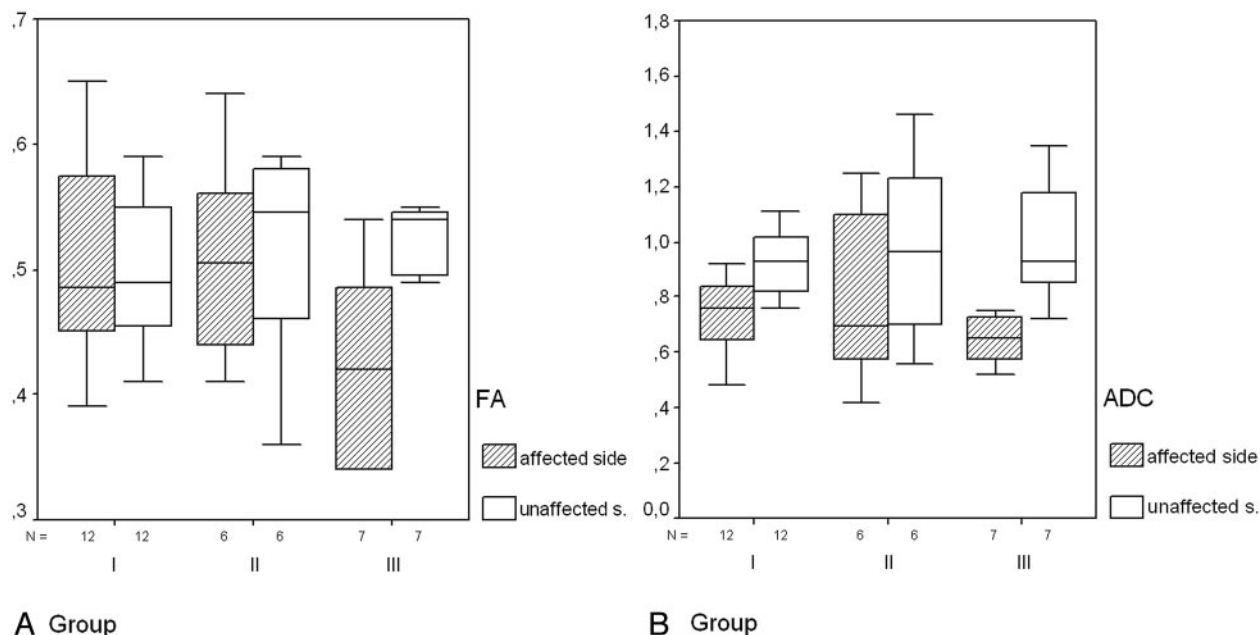 ,7
,6
,5
,4
,3
FA
affected side
unaffected s.
N = 12 12 6 6 7 7
I II III
A Group
1,8
1,6
1,4
1,2
1,0
,8
,6
,4
,2
0,0
ADC
affected side
unaffected s.
N = 12 12 6 6 7 7
I II III
B Group